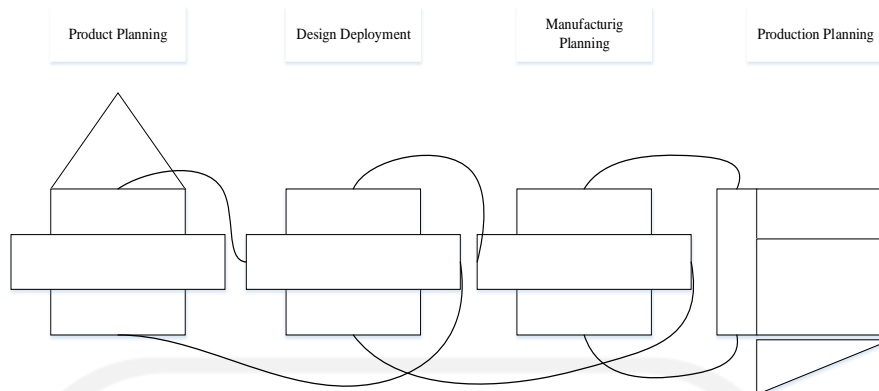 Product Planning
Design Deployment
Manufacturig
Planning
Production Planning